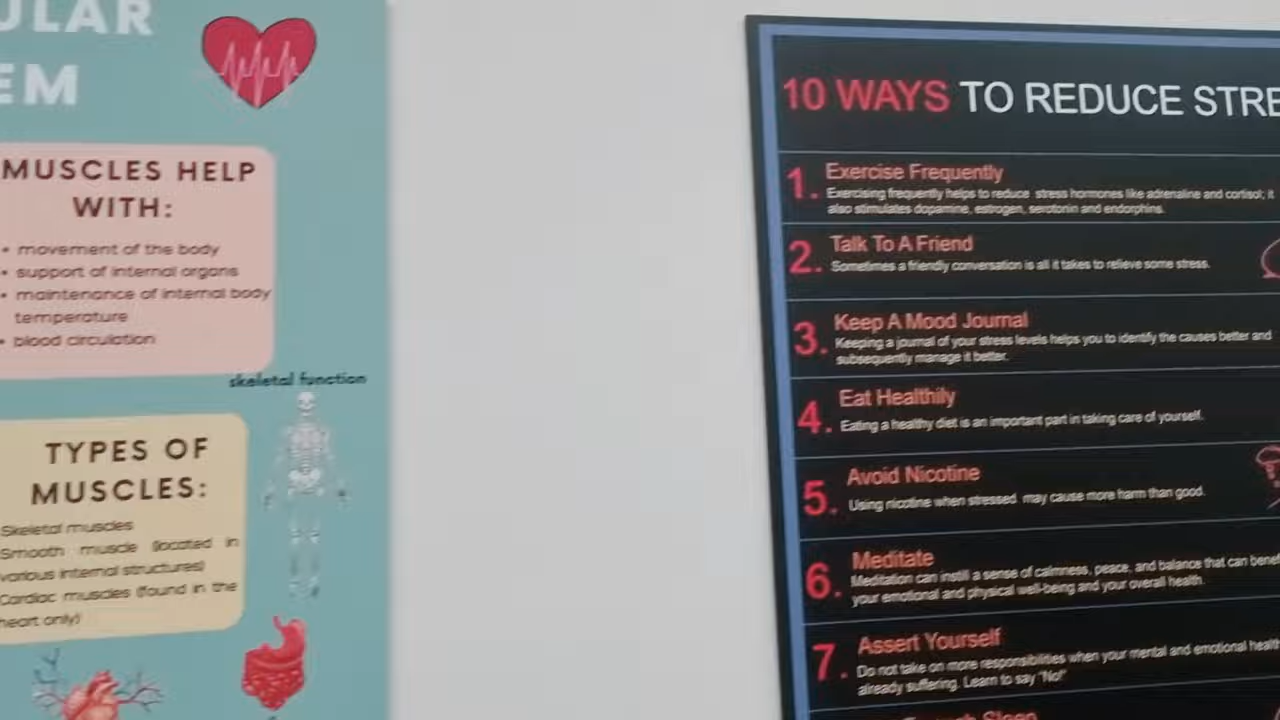 ULAR
EM
MUSCLES HELP
WITH:
• movement of the body
• support of internal organs
• maintenance of internal body
temperature
• blood circulation
skeletal function
TYPES OF
MUSCLES:
Skeletal muscles
Smooth muscle (located in
various internal structures)
Cardiac muscles (found in the
heart only)
10 WAYS TO REDUCE STRE
1. Exercise Frequently
Exercising frequently helps to reduce stress hormones like adrenaline and cortisol; it
also stimulates dopamine, estrogen, serotonin and endorphins.
2. Talk To A Friend
Sometimes a friendly conversation is all it takes to relieve some stress.
3. Keep A Mood Journal
Keeping a journal of your stress levels helps you to identify the causes better and
subsequently manage it better.
4. Eat Healthily
Eating a healthy diet is an important part in taking care of yourself.
5. Avoid Nicotine
Using nicotine when stressed may cause more harm than good.
6. Meditate
Meditation can instill a sense of calmness, peace, and balance that can benef
your emotional and physical well-being and your overall health.
7. Assert Yourself
Do not take on more responsibilities when your mental and emotional health
already suffering. Learn to say "No!"
Sleep